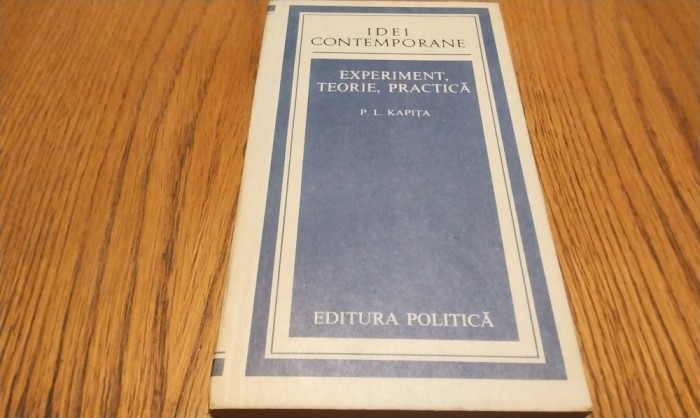 IDEI
CONTEMPORANE
EXPERIMENT,
TEORIE, PRACTICĂ
P. L. KAPIȚA
EDITURA POLITICĂ